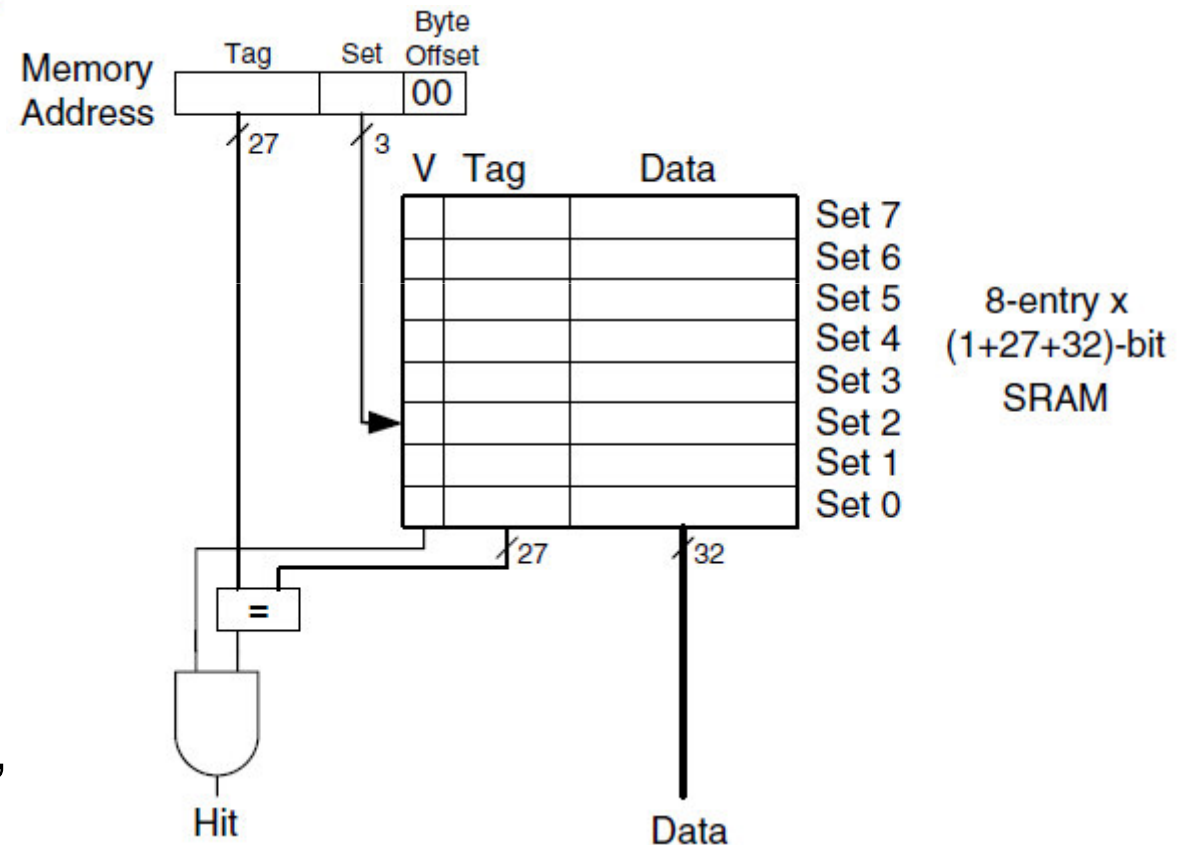 Byte
Tag Set Offset
Memory
Address
00
27 3
V Tag Data
Set 7
Set 6
Set 5
Set 4
Set 3
Set 2
Set 1
Set 0
8-entry x
(1+27+32)-bit
SRAM
27 32
=
,
Hit
Data